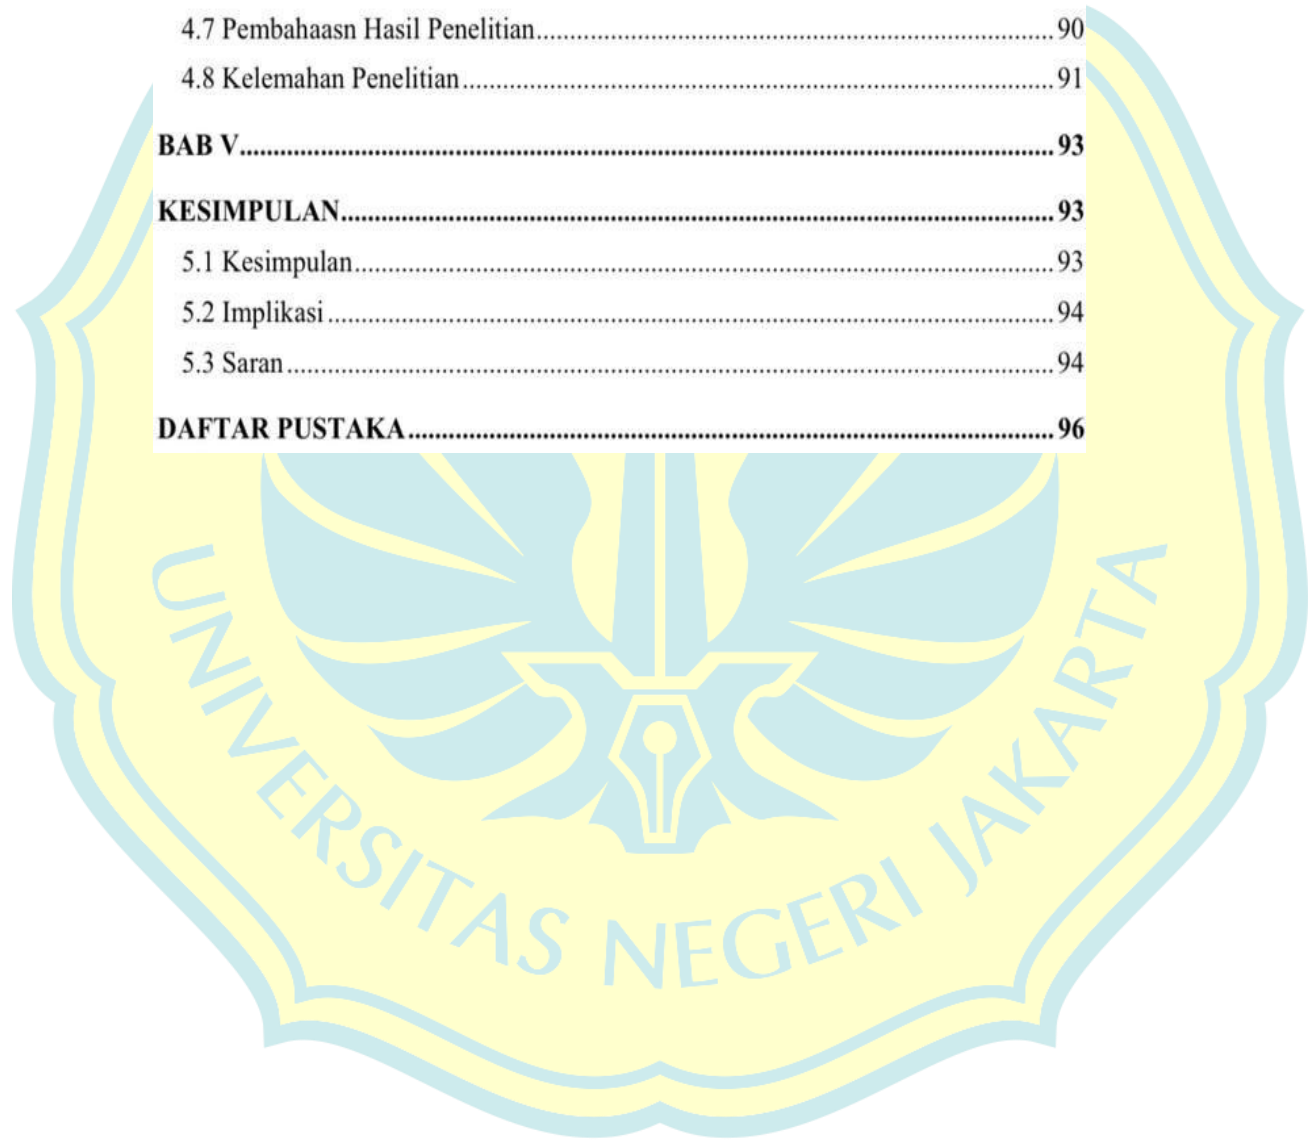 4.7 Pembahaasn Hasil Penelitian.......................................................................... 90
4.8 Kelemahan Penelitian..................................................................................... 91
BAB V...................................................................................................................... 93
KESIMPULAN....................................................................................................... 93
5.1 Kesimpulan..................................................................................................... 93
5.2 Implikasi......................................................................................................... 94
5.3 Saran............................................................................................................... 94
DAFTAR PUSTAKA.............................................................................................. 96
UNIVERSITAS NEGERI JAKARTA